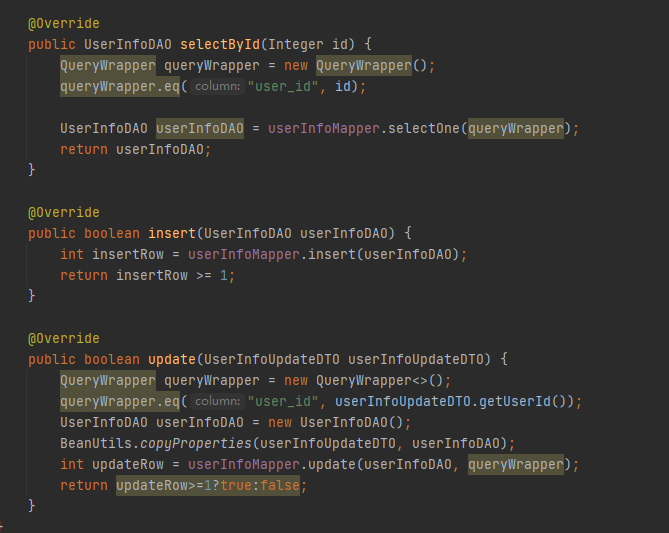 @Override
public UserInfoDAO selectById(Integer id) {
QueryWrapper queryWrapper = new QueryWrapper();
queryWrapper.eq( column: "user_id", id);
UserInfoDAO userInfoDAO = userInfoMapper.selectOne(queryWrapper);
return userInfoDAO;
}
@Override
public boolean insert(UserInfoDAO userInfoDAO) {
int insertRow = userInfoMapper.insert(userInfoDAO);
return insertRow >= 1;
}
@Override
public boolean update(UserInfoUpdateDTO userInfoUpdateDTO) {
QueryWrapper queryWrapper = new QueryWrapper<>();
queryWrapper.eq( column: "user_id", userInfoUpdateDTO.getUserId());
UserInfoDAO userInfoDAO = new UserInfoDAO();
BeanUtils.copyProperties(userInfoUpdateDTO, userInfoDAO);
int updateRow = userInfoMapper.update(userInfoDAO, queryWrapper);
return updateRow>=1?true:false;
}